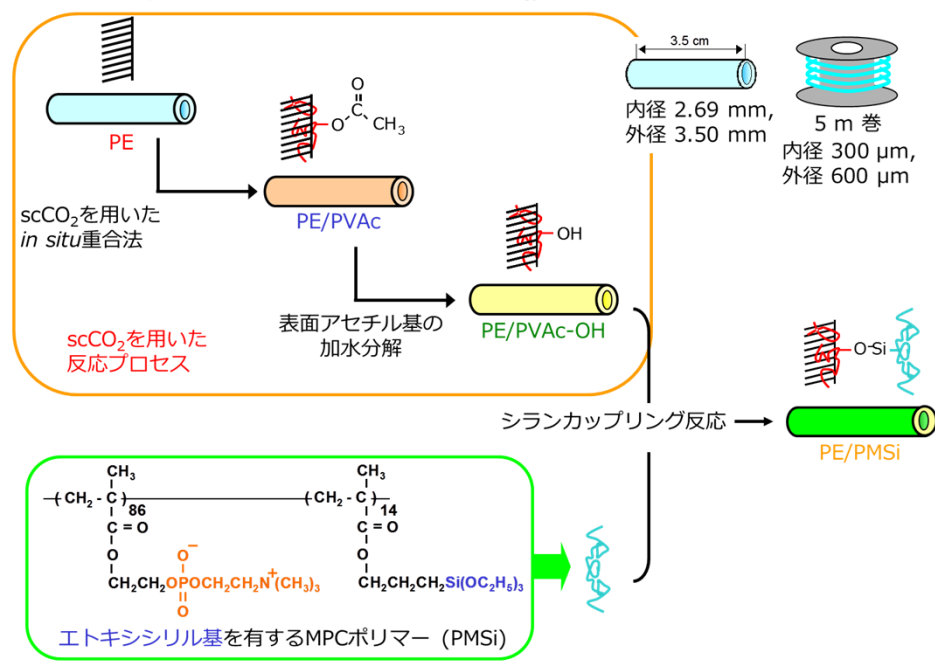 PE
scCO₂を用いた
in situ重合法
O
O
CH₃
PE/PVAc
表面アセチル基の
加水分解
OH
PE/PVAc-OH
scCO₂を用いた
反応プロセス
3.5 cm
内径 2.69 mm,
外径 3.50 mm
5 m 巻
内径 300 µm,
外径 600 µm
シランカップリング反応
O-Si
PE/PMSi
CH₃ CH₃
(CH₂ - C)86 (CH₂ - C)14
C = O C = O
O O
O⁻
CH₂CH₂OPOCH₂CH₂N⁺(CH₃)₃ CH₂CH₂CH₂Si(OC₂H₅)₃
O
エトキシシリル基を有するMPCポリマー (PMSi)